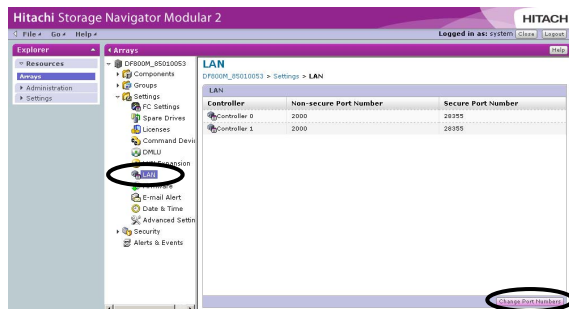 Hitachi Storage Navigator Modular 2
HITACH
File Go Help
Logged in as: system Close Logout
Explorer
Arrays
Help
Resources
Arrays
Administration
Settings
DF800M_85010053
Components
Groups
Settings
FC Settings
Spare Drives
Licenses
Command Devi
DMLU
Expansion
LAN
E-mail Alert
Date & Time
Advanced Settin
Security
Alerts & Events
LAN
DF800M_85010053 > Settings > LAN
LAN
Controller Non-secure Port Number Secure Port Number
Controller 0 2000 28355
Controller 1 2000 28355
Change Port Numbers